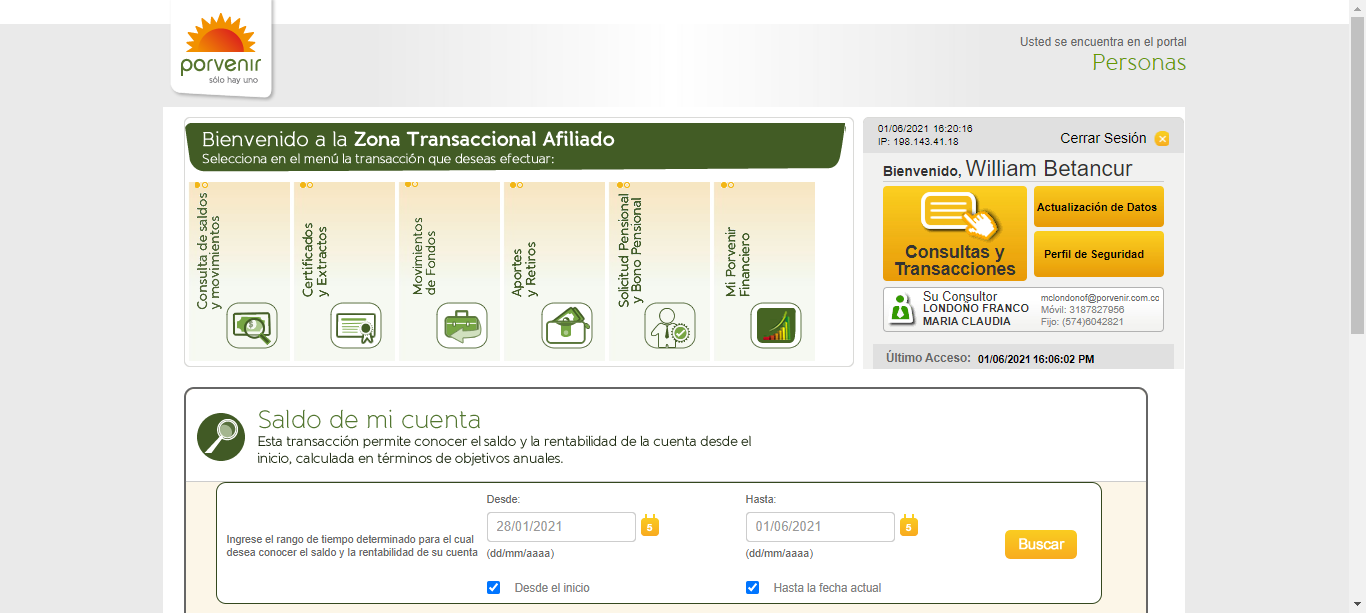 porvenir
sólo hay uno
Usted se encuentra en el portal
Personas
Bienvenido a la Zona Transaccional Afiliado
Selecciona en el menú la transacción que deseas efectuar:
Consulta de saldos
y movimientos
Certificados
y Extractos
Movimientos
de Fondos
Aportes
y Retiros
Solicitud Pensional
y Bono Pensional
Mi Porvenir
Financiero
01/06/2021 16:20:16
IP: 198.143.41.18
Cerrar Sesión
Bienvenido, William Betancur
Consultas y
Transacciones
Actualización de Datos
Perfil de Seguridad
Su Consultor
LONDOÑO FRANCO
MARIA CLAUDIA
mclondonof@porvenir.com.cc
Móvil: 3187827956
Fijo: (574)6042821
Último Acceso: 01/06/2021 16:06:02 PM
Saldo de mi cuenta
Esta transacción permite conocer el saldo y la rentabilidad de la cuenta desde el
inicio, calculada en términos de objetivos anuales.
Ingrese el rango de tiempo determinado para el cual
desea conocer el saldo y la rentabilidad de su cuenta
Desde:
28/01/2021
5
(dd/mm/aaaa)
Desde el inicio
Hasta:
01/06/2021
5
(dd/mm/aaaa)
Hasta la fecha actual
Buscar